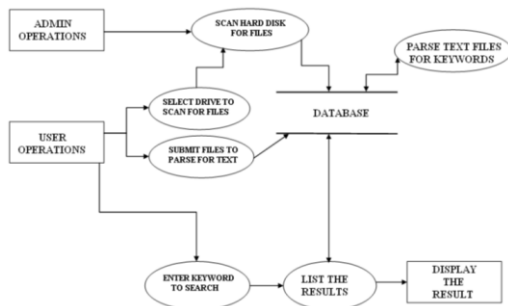 ADMIN
OPERATIONS
SCAN HARD DISK
FOR FILES
PARSE TEXT FILES
FOR KEYWORDS
SELECT DRIVE TO
SCAN FOR FILES
DATABASE
USER
OPERATIONS
SUBMIT FILES TO
PARSE FOR TEXT
ENTER KEYWORD
TO SEARCH
LIST THE
RESULTS
DISPLAY
THE
RESULT